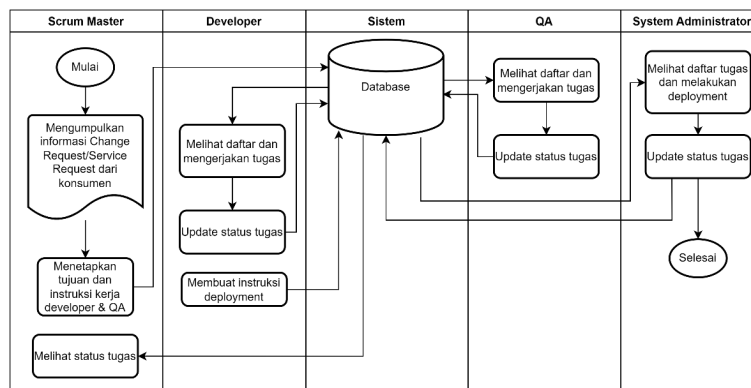 Scrum Master
Developer
Sistem
QA
System Administrator
Mulai
Mengumpulkan
informasi Change
Request/Service
Request dari
konsumen
Menetapkan
tujuan dan
instruksi kerja
developer & QA
Melihat status tugas
Melihat daftar dan
mengerjakan tugas
Update status tugas
Membuat instruksi
deployment
Database
Melihat daftar dan
mengerjakan tugas
Update status tugas
Melihat daftar tugas
dan melakukan
deployment
Update status tugas
Selesai